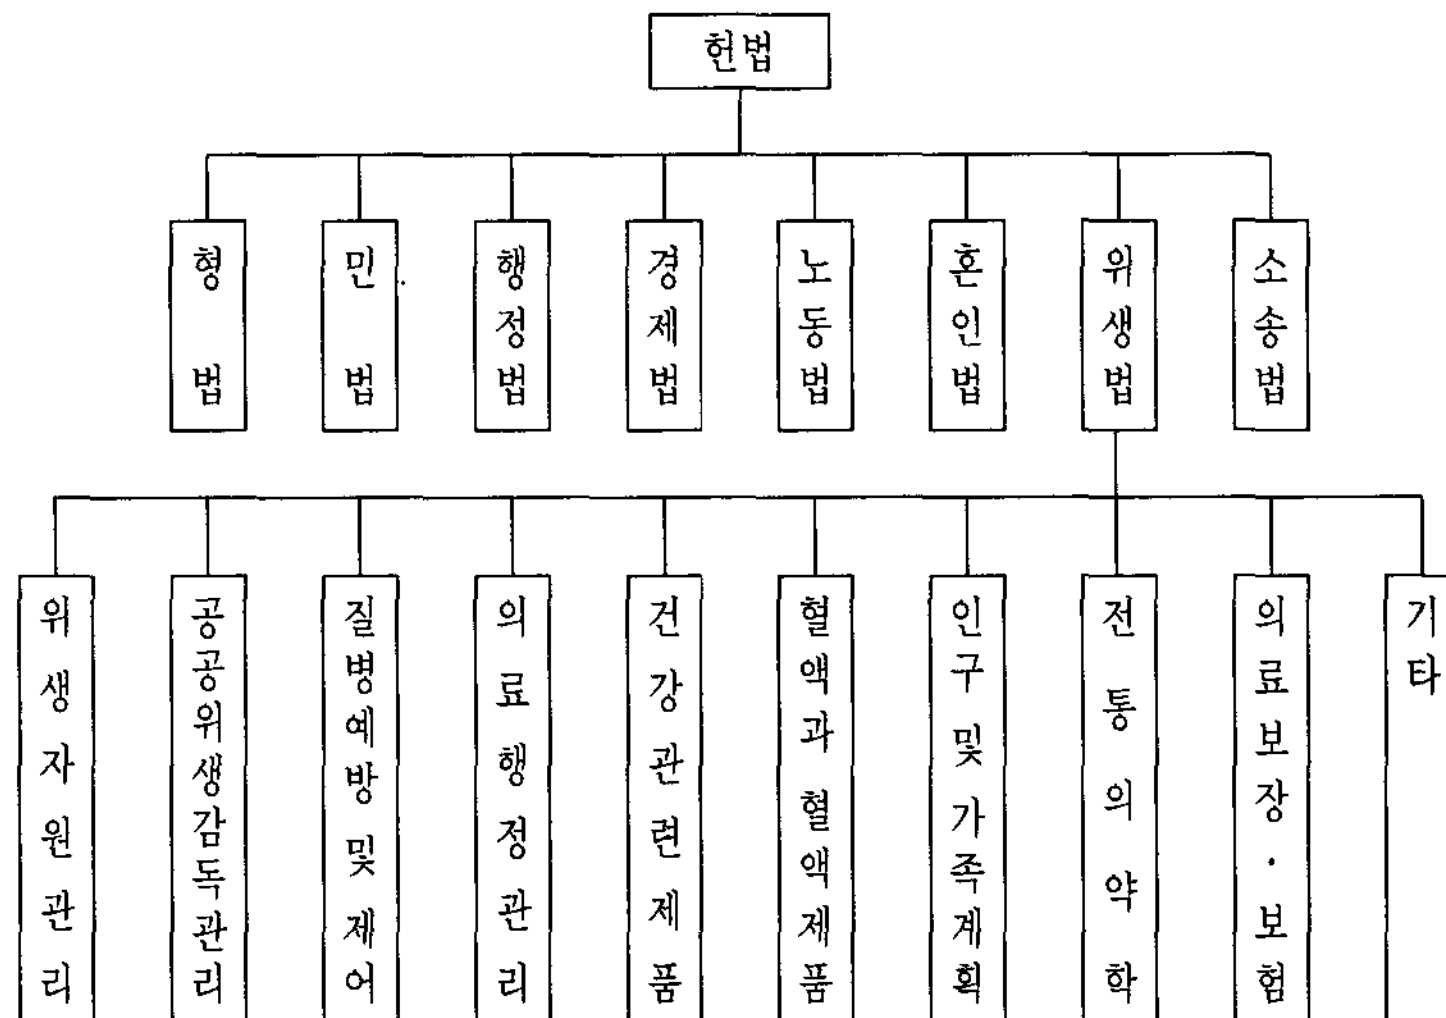 헌법
형법
민법
행정법
경제법
노동법
혼인법
위생법
소송법
위생자원관리
공공위생감독관리
질병예방 및 제어
의료행정관리
건강관련제품
혈액과 혈액제품
인구 및 가족계획
전통의약학
의료보장·보험
기타